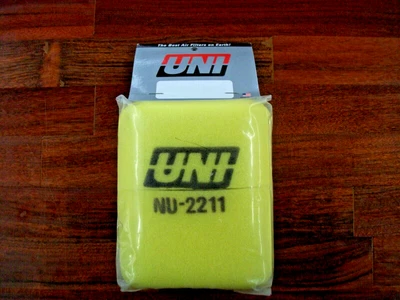 The Best Air Filters on Earth!
UNI
UNI
NU-2211